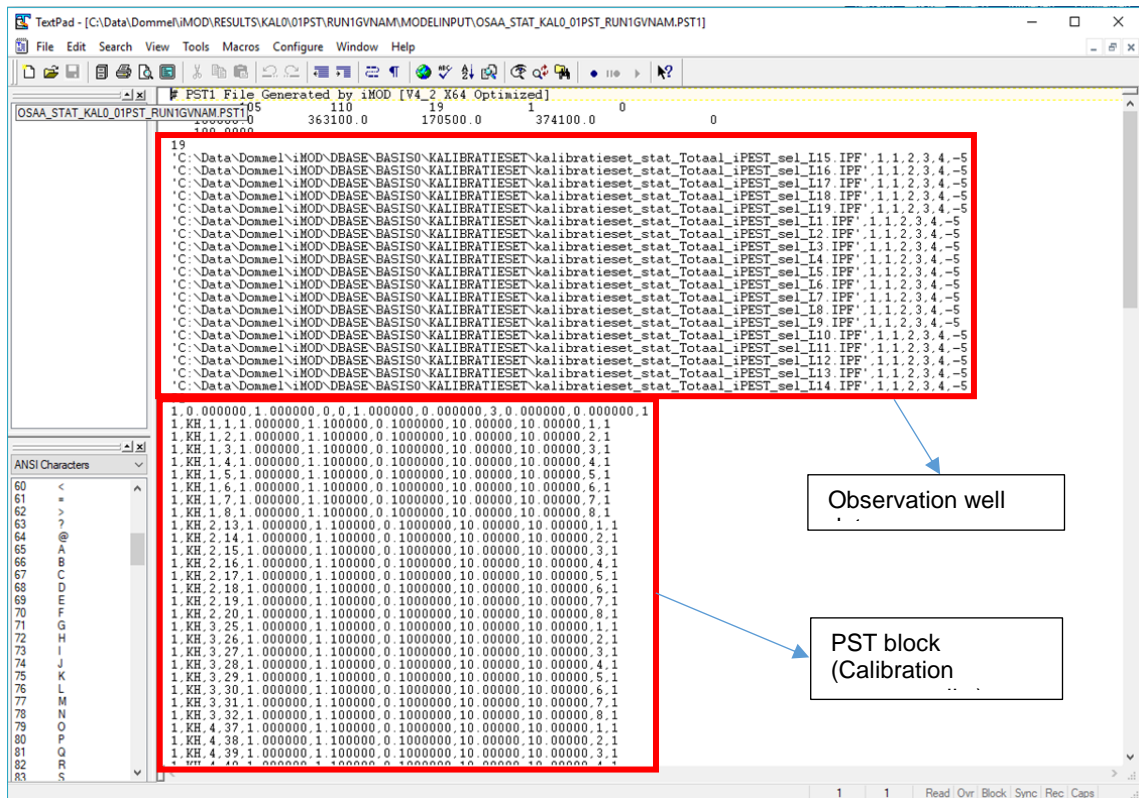 TextPad - [C:\Data\Dommel\iMOD\RESULTS\KAL0\01PST\RUN1GVNAM\MODELINPUT\OSAA_STAT_KAL0_01PST_RUN1GVNAM.PST1]
File Edit Search View Tools Macros Configure Window Help
# PST1 File Generated by iMOD [V4_2 X64 Optimized]
OSAA_STAT_KAL0_01PST_RUN1GVNAM.PST1
110 19 1 0
363100.0 170500.0 374100.0 0
19
'C:\Data\Dommel\iMOD\DBASE\BASIS0\KALIBRATIESET\kalibratieset_stat_Totaal_iPEST_sel_L15.IPF',1,1,2,3,4,-5
'C:\Data\Dommel\iMOD\DBASE\BASIS0\KALIBRATIESET\kalibratieset_stat_Totaal_iPEST_sel_L16.IPF',1,1,2,3,4,-5
'C:\Data\Dommel\iMOD\DBASE\BASIS0\KALIBRATIESET\kalibratieset_stat_Totaal_iPEST_sel_L17.IPF',1,1,2,3,4,-5
'C:\Data\Dommel\iMOD\DBASE\BASIS0\KALIBRATIESET\kalibratieset_stat_Totaal_iPEST_sel_L18.IPF',1,1,2,3,4,-5
'C:\Data\Dommel\iMOD\DBASE\BASIS0\KALIBRATIESET\kalibratieset_stat_Totaal_iPEST_sel_L19.IPF',1,1,2,3,4,-5
'C:\Data\Dommel\iMOD\DBASE\BASIS0\KALIBRATIESET\kalibratieset_stat_Totaal_iPEST_sel_L1.IPF',1,1,2,3,4,-5
'C:\Data\Dommel\iMOD\DBASE\BASIS0\KALIBRATIESET\kalibratieset_stat_Totaal_iPEST_sel_L2.IPF',1,1,2,3,4,-5
'C:\Data\Dommel\iMOD\DBASE\BASIS0\KALIBRATIESET\kalibratieset_stat_Totaal_iPEST_sel_L3.IPF',1,1,2,3,4,-5
'C:\Data\Dommel\iMOD\DBASE\BASIS0\KALIBRATIESET\kalibratieset_stat_Totaal_iPEST_sel_L4.IPF',1,1,2,3,4,-5
'C:\Data\Dommel\iMOD\DBASE\BASIS0\KALIBRATIESET\kalibratieset_stat_Totaal_iPEST_sel_L5.IPF',1,1,2,3,4,-5
'C:\Data\Dommel\iMOD\DBASE\BASIS0\KALIBRATIESET\kalibratieset_stat_Totaal_iPEST_sel_L6.IPF',1,1,2,3,4,-5
'C:\Data\Dommel\iMOD\DBASE\BASIS0\KALIBRATIESET\kalibratieset_stat_Totaal_iPEST_sel_L7.IPF',1,1,2,3,4,-5
'C:\Data\Dommel\iMOD\DBASE\BASIS0\KALIBRATIESET\kalibratieset_stat_Totaal_iPEST_sel_L8.IPF',1,1,2,3,4,-5
'C:\Data\Dommel\iMOD\DBASE\BASIS0\KALIBRATIESET\kalibratieset_stat_Totaal_iPEST_sel_L9.IPF',1,1,2,3,4,-5
'C:\Data\Dommel\iMOD\DBASE\BASIS0\KALIBRATIESET\kalibratieset_stat_Totaal_iPEST_sel_L10.IPF',1,1,2,3,4,-5
'C:\Data\Dommel\iMOD\DBASE\BASIS0\KALIBRATIESET\kalibratieset_stat_Totaal_iPEST_sel_L11.IPF',1,1,2,3,4,-5
'C:\Data\Dommel\iMOD\DBASE\BASIS0\KALIBRATIESET\kalibratieset_stat_Totaal_iPEST_sel_L12.IPF',1,1,2,3,4,-5
'C:\Data\Dommel\iMOD\DBASE\BASIS0\KALIBRATIESET\kalibratieset_stat_Totaal_iPEST_sel_L13.IPF',1,1,2,3,4,-5
'C:\Data\Dommel\iMOD\DBASE\BASIS0\KALIBRATIESET\kalibratieset_stat_Totaal_iPEST_sel_L14.IPF',1,1,2,3,4,-5
1,0.000000,1.000000,0,0,1.000000,0.000000,3,0.000000,0.000000,1
1,KH,1,1,1.000000,1.100000,0.1000000,10.00000,10.00000,1,1
1,KH,1,2,1.000000,1.100000,0.1000000,10.00000,10.00000,2,1
1,KH,1,3,1.000000,1.100000,0.1000000,10.00000,10.00000,3,1
1,KH,1,4,1.000000,1.100000,0.1000000,10.00000,10.00000,4,1
1,KH,1,5,1.000000,1.100000,0.1000000,10.00000,10.00000,5,1
1,KH,1,6,1.000000,1.100000,0.1000000,10.00000,10.00000,6,1
1,KH,1,7,1.000000,1.100000,0.1000000,10.00000,10.00000,7,1
1,KH,1,8,1.000000,1.100000,0.1000000,10.00000,10.00000,8,1
1,KH,2,13,1.000000,1.100000,0.1000000,10.00000,10.00000,1,1
1,KH,2,14,1.000000,1.100000,0.1000000,10.00000,10.00000,2,1
1,KH,2,15,1.000000,1.100000,0.1000000,10.00000,10.00000,3,1
1,KH,2,16,1.000000,1.100000,0.1000000,10.00000,10.00000,4,1
1,KH,2,17,1.000000,1.100000,0.1000000,10.00000,10.00000,5,1
1,KH,2,18,1.000000,1.100000,0.1000000,10.00000,10.00000,6,1
1,KH,2,19,1.000000,1.100000,0.1000000,10.00000,10.00000,7,1
1,KH,2,20,1.000000,1.100000,0.1000000,10.00000,10.00000,8,1
1,KH,3,25,1.000000,1.100000,0.1000000,10.00000,10.00000,1,1
1,KH,3,26,1.000000,1.100000,0.1000000,10.00000,10.00000,2,1
1,KH,3,27,1.000000,1.100000,0.1000000,10.00000,10.00000,3,1
1,KH,3,28,1.000000,1.100000,0.1000000,10.00000,10.00000,4,1
1,KH,3,29,1.000000,1.100000,0.1000000,10.00000,10.00000,5,1
1,KH,3,30,1.000000,1.100000,0.1000000,10.00000,10.00000,6,1
1,KH,3,31,1.000000,1.100000,0.1000000,10.00000,10.00000,7,1
1,KH,3,32,1.000000,1.100000,0.1000000,10.00000,10.00000,8,1
1,KH,4,37,1.000000,1.100000,0.1000000,10.00000,10.00000,1,1
1,KH,4,38,1.000000,1.100000,0.1000000,10.00000,10.00000,2,1
1,KH,4,39,1.000000,1.100000,0.1000000,10.00000,10.00000,3,1
ANSI Characters
60 <
61 =
62 >
63 ?
64 @
65 A
66 B
67 C
68 D
69 E
70 F
71 G
72 H
73 I
74 J
75 K
76 L
77 M
78 N
79 O
80 P
81 Q
82 R
83 S
Observation well
PST block
(Calibration
1 1 Read Ovr Block Sync Rec Caps